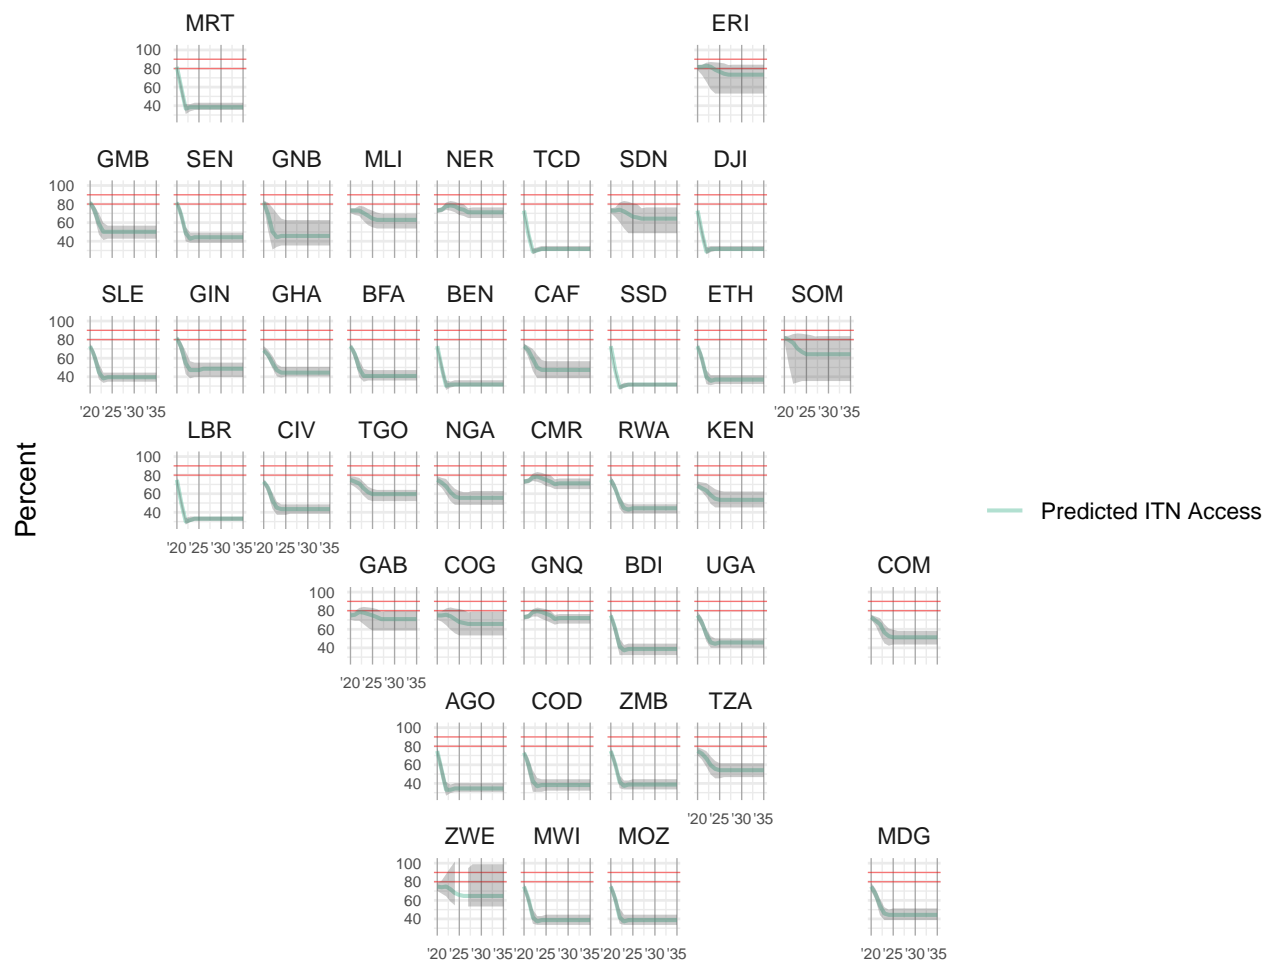 MRT ERI
100
80
60
40
GMB SEN GNB MLI NER TCD SDN DJI
100
80
60
40
SLE GIN GHA BFA BEN CAF SSD ETH SOM
100
80
60
40
'20 '25 '30 '35 '20 '25 '30 '35
LBR CIV TGO NGA CMR RWA KEN
100
80
60
40
'20 '25 '30 '35 '20 '25 '30 '35
GAB COG GNQ BDI UGA COM
100
80
60
40
'20 '25 '30 '35
AGO COD ZMB TZA
100
80
60
40
'20 '25 '30 '35
ZWE MWI MOZ MDG
100
80
60
40
'20 '25 '30 '35 '20 '25 '30 '35 '20 '25 '30 '35 '20 '25 '30 '35
Percent
Predicted ITN Access